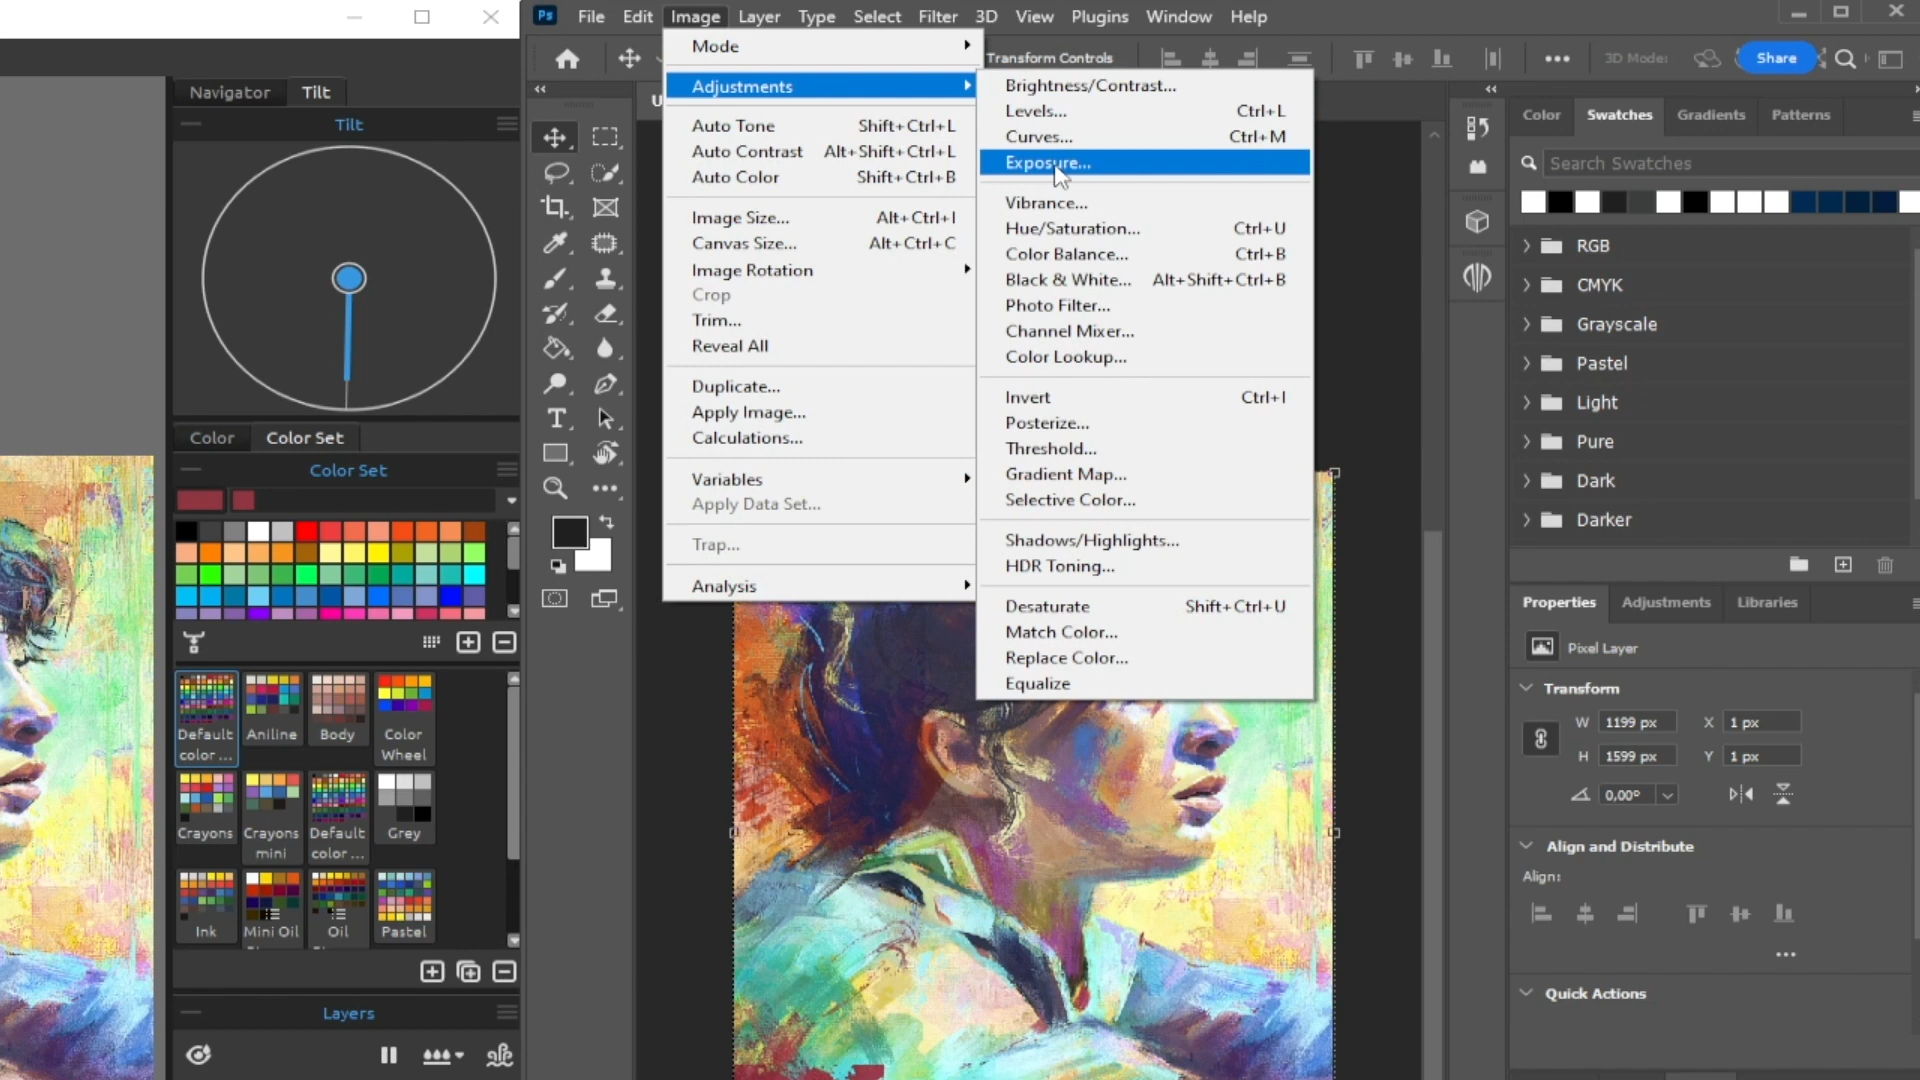 Ps File Edit Image Layer Type Select Filter 3D View Plugins Window Help
Transform Controls
3D Mode:
Share
Navigator Tilt
Tilt
Color Color Set
Color Set
Default color ...
Aniline
Body
Color Wheel
Crayons
Crayons mini
Default color ...
Grey
Ink
Mini Oil
Oil
Pastel
Layers
Mode
Adjustments
Auto Tone Shift+Ctrl+L
Auto Contrast Alt+Shift+Ctrl+L
Auto Color Shift+Ctrl+B
Image Size... Alt+Ctrl+I
Canvas Size... Alt+Ctrl+C
Image Rotation
Crop
Trim...
Reveal All
Duplicate...
Apply Image...
Calculations...
Variables
Apply Data Set...
Trap...
Analysis
Brightness/Contrast...
Levels... Ctrl+L
Curves... Ctrl+M
Exposure...
Vibrance...
Hue/Saturation... Ctrl+U
Color Balance... Ctrl+B
Black & White... Alt+Shift+Ctrl+B
Photo Filter...
Channel Mixer...
Color Lookup...
Invert Ctrl+I
Posterize...
Threshold...
Gradient Map...
Selective Color...
Shadows/Highlights...
HDR Toning...
Desaturate Shift+Ctrl+U
Match Color...
Replace Color...
Equalize
Color Swatches Gradients Patterns
Search Swatches
RGB
CMYK
Grayscale
Pastel
Light
Pure
Dark
Darker
Properties Adjustments Libraries
Pixel Layer
Transform
W 1199 px X 1 px
H 1599 px Y 1 px
0,00º
Align and Distribute
Align:
Quick Actions